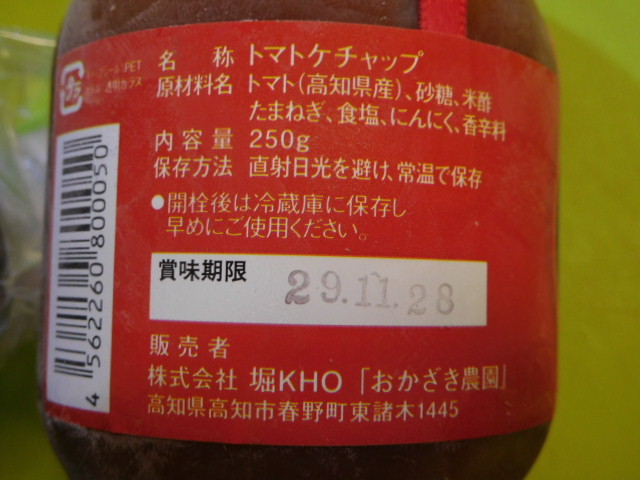 名称 トマトケチャップ
原材料名 トマト(高知県産)、砂糖、米酢
たまねぎ、食塩、にんにく、香辛料
内容量 250g
保存方法 直射日光を避け、常温で保存
●開栓後は冷蔵庫に保存し
早めにご使用ください。
賞味期限 29.11.28
販売者
株式会社 堀KHO 「おかざき農園」
高知県高知市春野町東諸木1445
プラ
PET
4 562260 800050